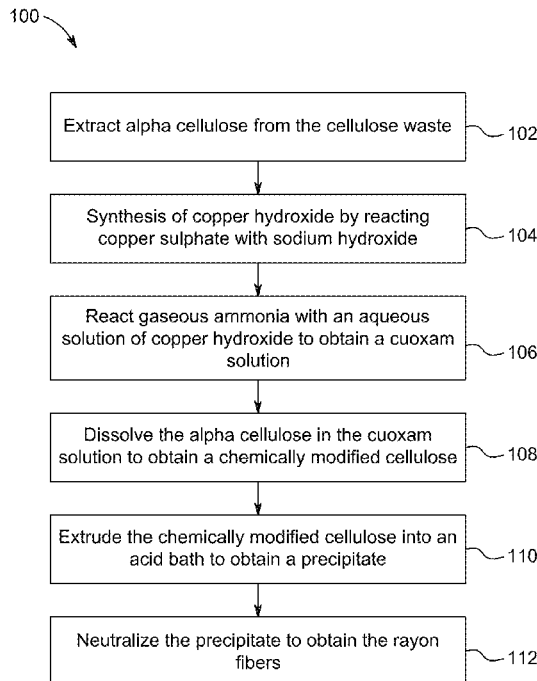 100
Extract alpha cellulose from the cellulose waste
102
Synthesis of copper hydroxide by reacting
copper sulphate with sodium hydroxide
104
React gaseous ammonia with an aqueous
solution of copper hydroxide to obtain a cuoxam
solution
106
Dissolve the alpha cellulose in the cuoxam
solution to obtain a chemically modified cellulose
108
Extrude the chemically modified cellulose into an
acid bath to obtain a precipitate
110
Neutralize the precipitate to obtain the rayon
fibers
112